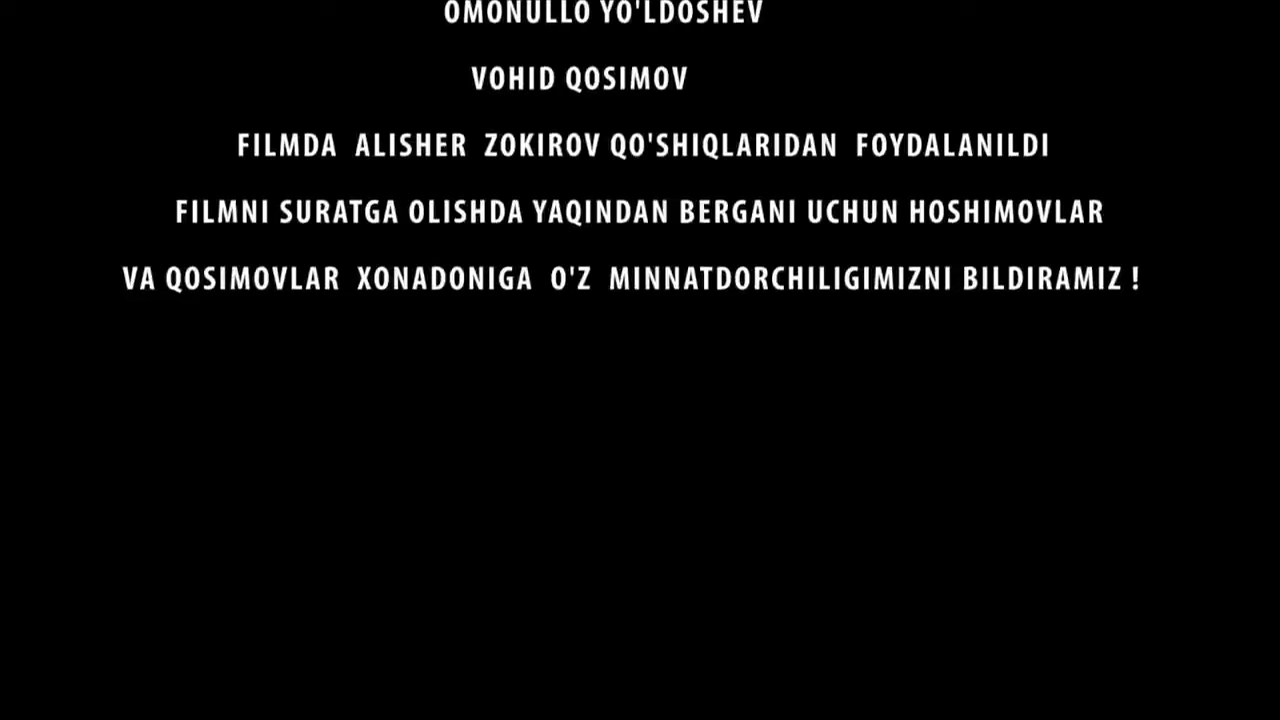 OMONULLO YO'LDOSHEV
VOHID QOSIMOV
FILMDA ALISHER ZOKIROV QO'SHIQLARIDAN FOYDALANILDI
FILMNI SURATGA OLISHDA YAQINDAN BERGANI UCHUN HOSHIMOVLAR
VA QOSIMOVLAR XONADONIGA O'Z MINNATDORCHILIGIMIZNI BILDIRAMIZ !